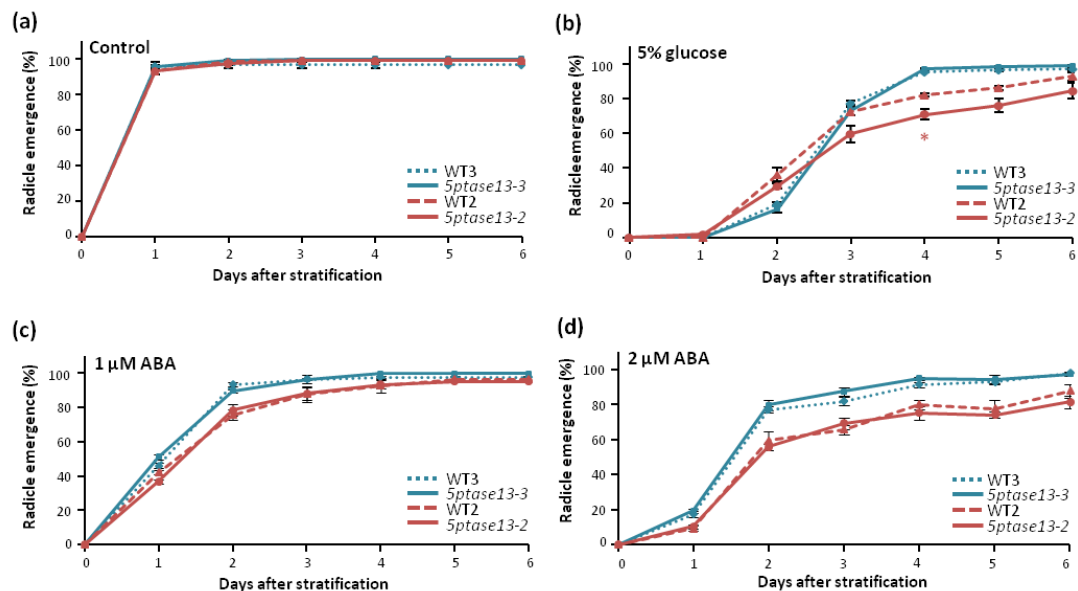 (a)
Control
Radicle emergence (%)
100
80
60
40
20
0
WT3
5ptase13-3
WT2
5ptase13-2
0 1 2 3 4 5 6
Days after stratification
(b)
5% glucose
Radicleemergence (%)
100
80
60
40
20
0
*
WT3
5ptase13-3
WT2
5ptase13-2
0 1 2 3 4 5 6
Days after stratification
(c)
1 μM ABA
Radicle emergence (%)
100
80
60
40
20
0
WT3
5ptase13-3
WT2
5ptase13-2
0 1 2 3 4 5 6
Days after stratification
(d)
2 μM ABA
Radicle emergence (%)
100
80
60
40
20
0
WT3
5ptase13-3
WT2
5ptase13-2
0 1 2 3 4 5 6
Days after stratification